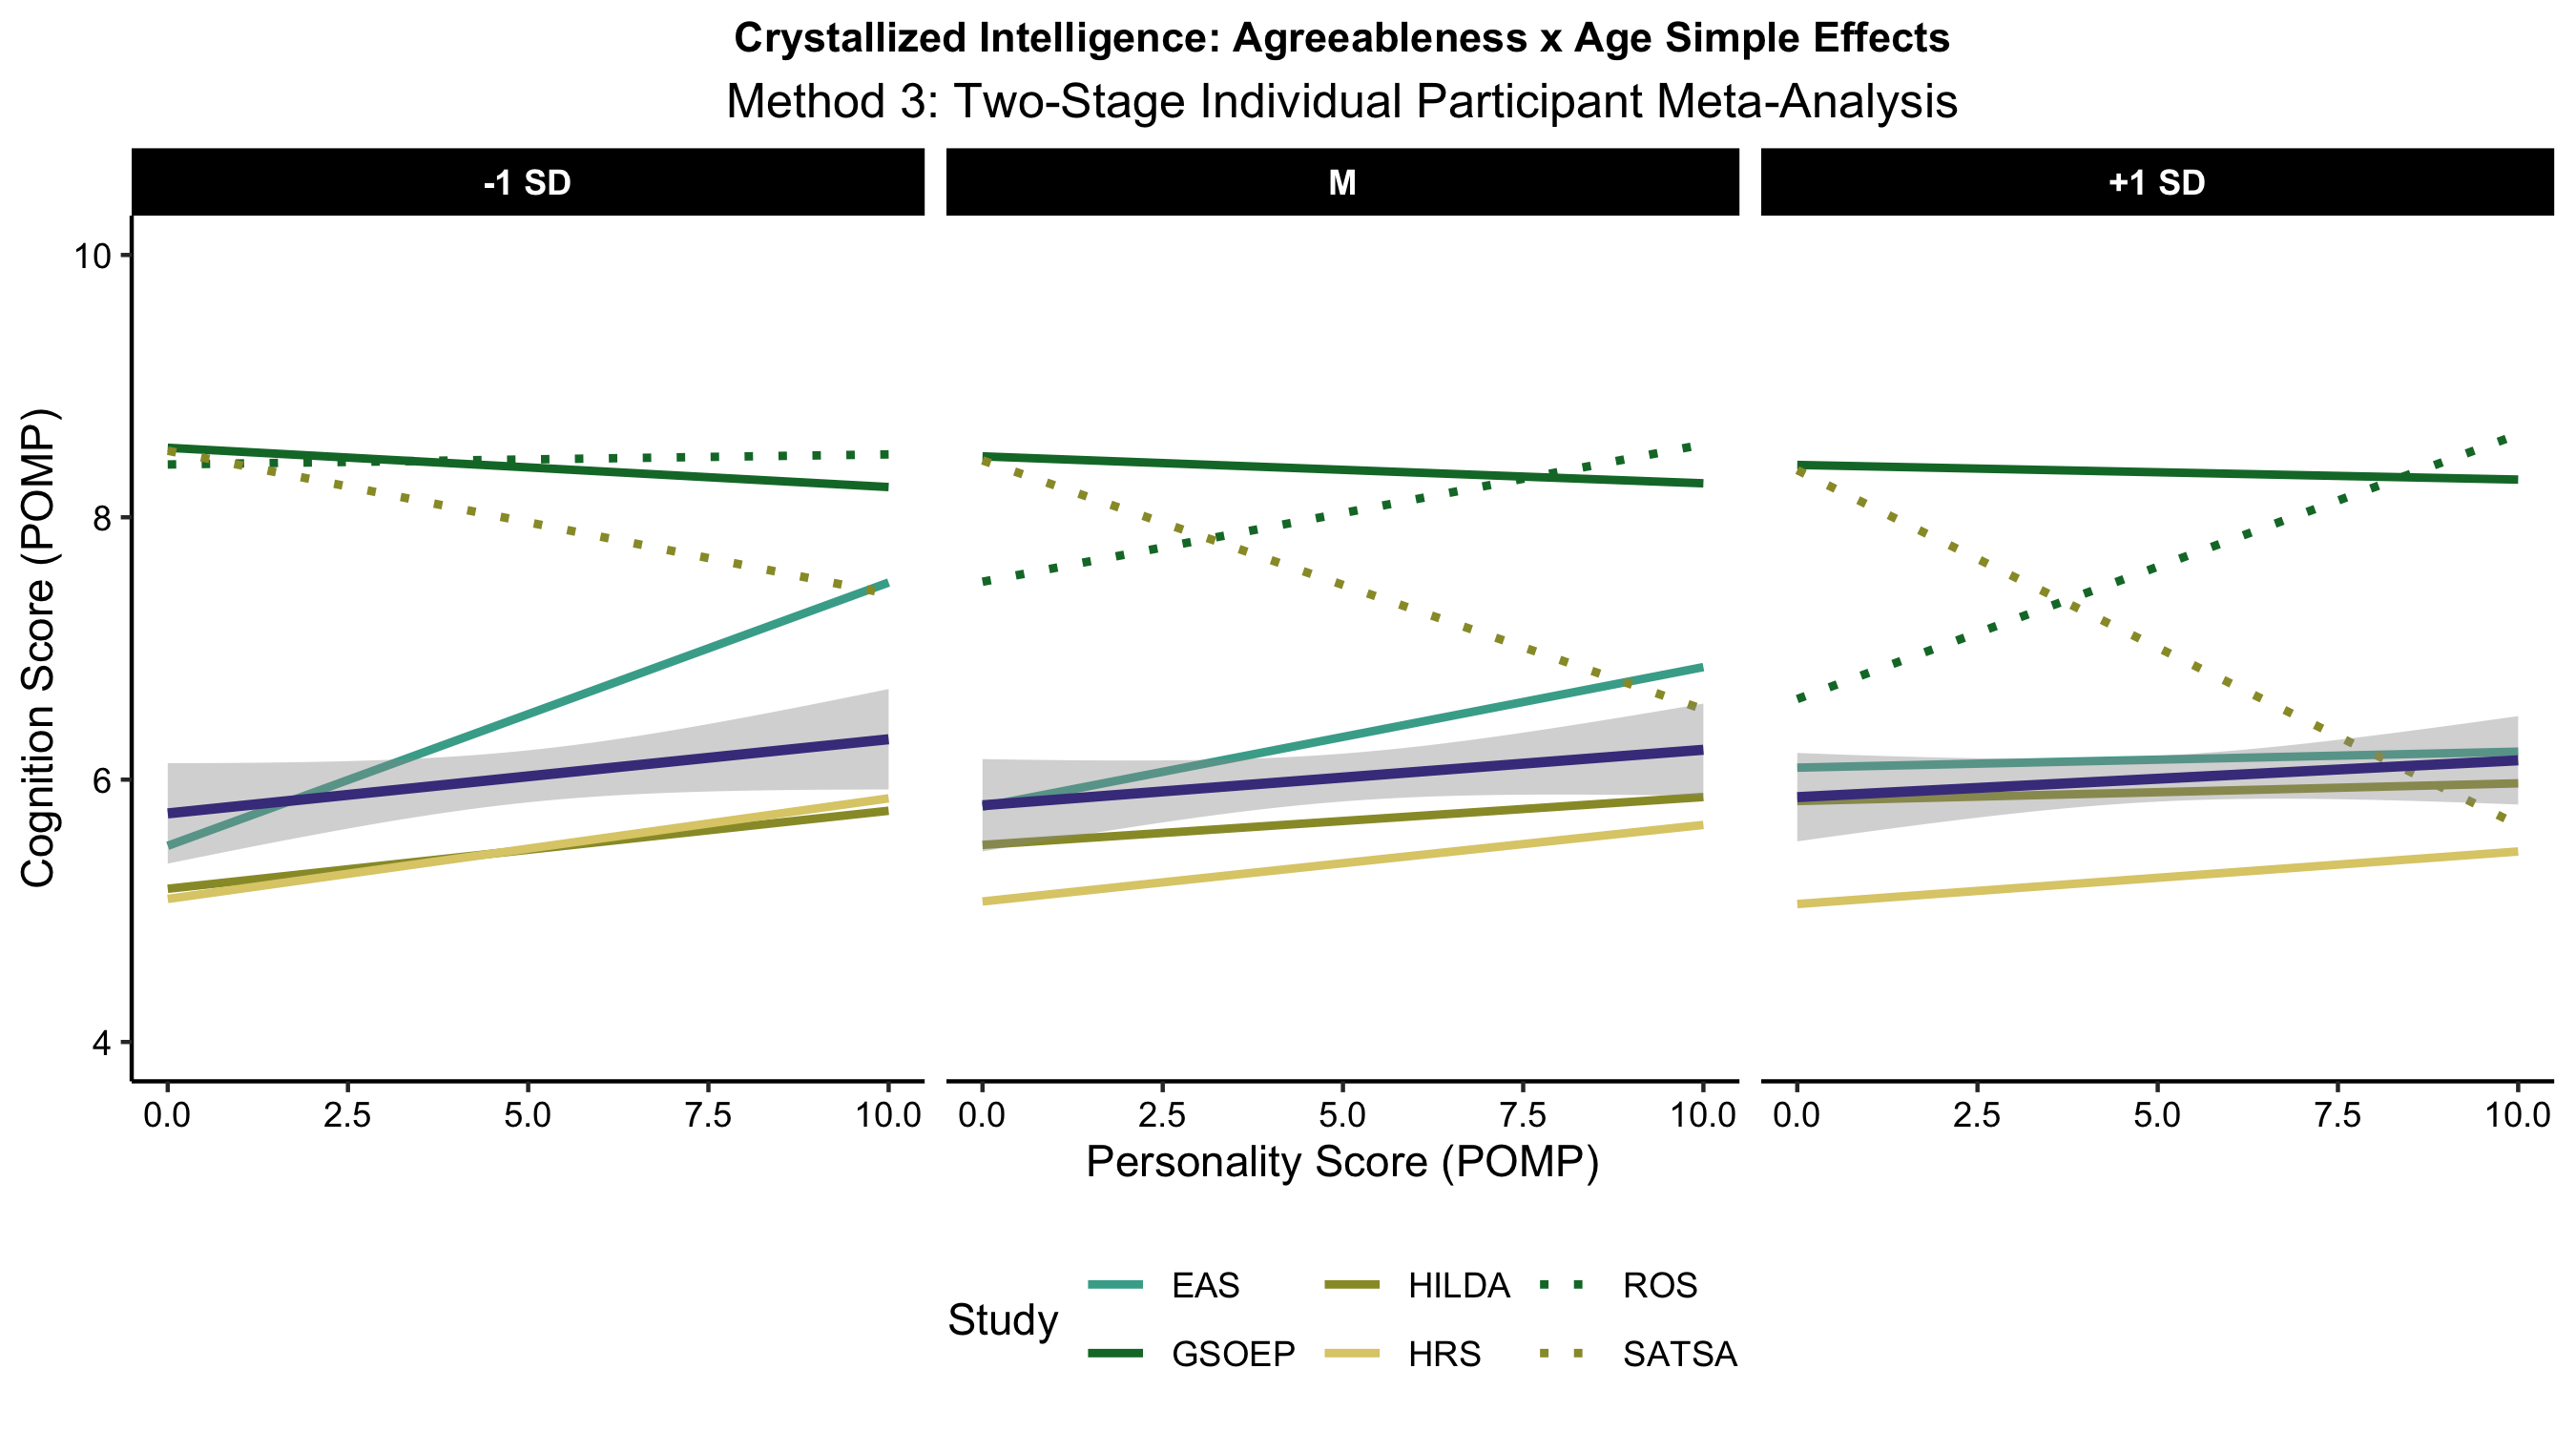 Crystallized Intelligence: Agreeableness x Age Simple Effects
Method 3: Two-Stage Individual Participant Meta-Analysis
-1 SD
M
+1 SD
Cognition Score (POMP)
10
8
6
4
0.0 2.5 5.0 7.5 10.0
0.0 2.5 5.0 7.5 10.0
0.0 2.5 5.0 7.5 10.0
Personality Score (POMP)
Study
EAS HILDA ROS
GSOEP HRS SATSA